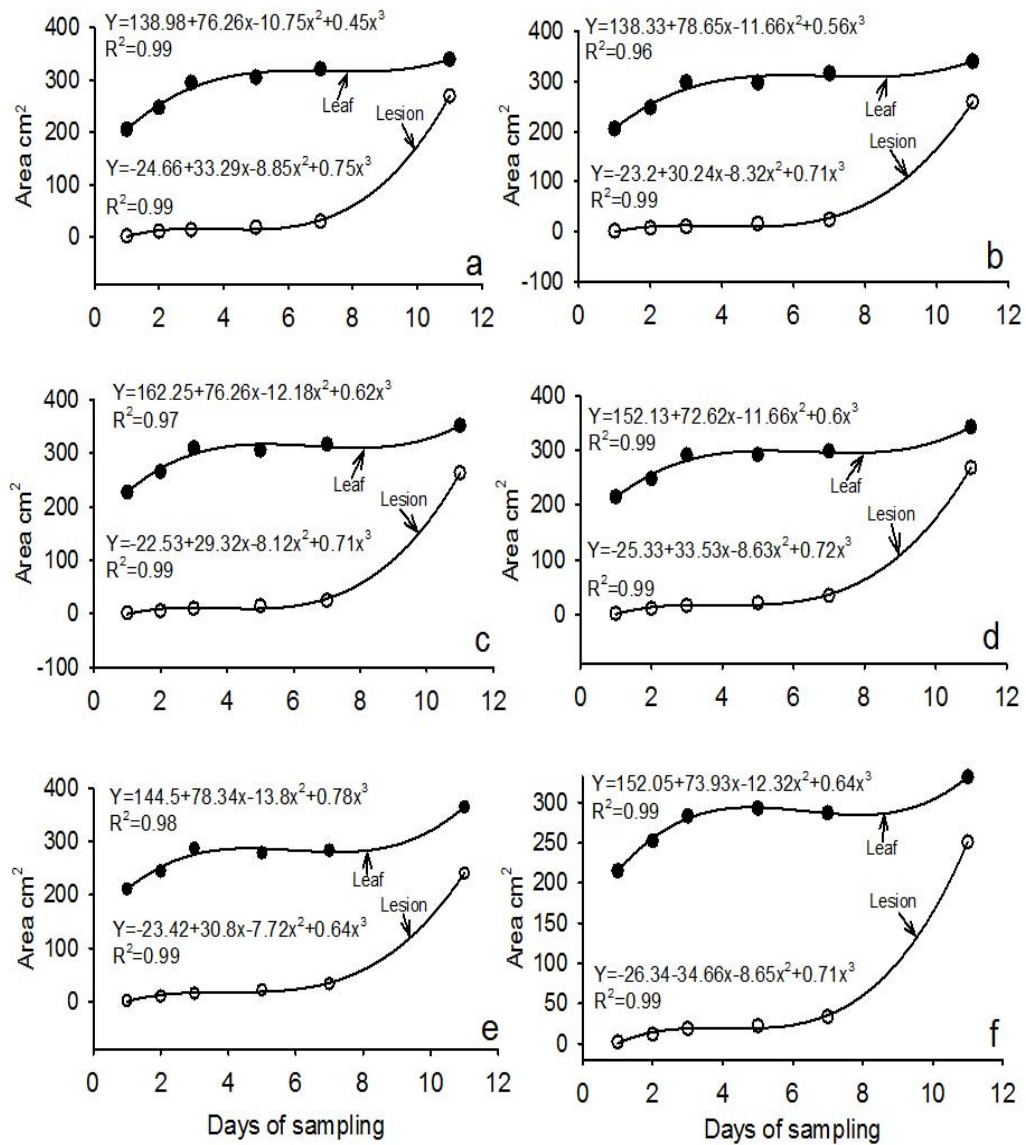 Y=138.98+76.26x-10.75x²+0.45x³
R²=0.99
Leaf
Lesion
Y=-24.66+33.29x-8.85x²+0.75x³
R²=0.99
Area cm²
400
300
200
100
0
0 2 4 6 8 10 12
a
Y=138.33+78.65x-11.66x²+0.56x³
R²=0.96
Leaf
Lesion
Y=-23.2+30.24x-8.32x²+0.71x³
R²=0.99
Area cm²
400
300
200
100
0
-100
0 2 4 6 8 10 12
b
Y=162.25+76.26x-12.18x²+0.62x³
R²=0.97
Leaf
Lesion
Y=-22.53+29.32x-8.12x²+0.71x³
R²=0.99
Area cm²
400
300
200
100
0
-100
0 2 4 6 8 10 12
c
Y=152.13+72.62x-11.66x²+0.6x³
R²=0.99
Leaf
Lesion
Y=-25.33+33.53x-8.63x²+0.72x³
R²=0.99
Area cm²
400
300
200
100
0
0 2 4 6 8 10 12
d
Y=144.5+78.34x-13.8x²+0.78x³
R²=0.98
Leaf
Lesion
Y=-23.42+30.8x-7.72x²+0.64x³
R²=0.99
Area cm²
400
300
200
100
0
0 2 4 6 8 10 12
e
Days of sampling
Y=152.05+73.93x-12.32x²+0.64x³
R²=0.99
Leaf
Lesion
Y=-26.34-34.66x-8.65x²+0.71x³
R²=0.99
Area cm²
300
250
200
150
100
50
0
0 2 4 6 8 10 12
f
Days of sampling